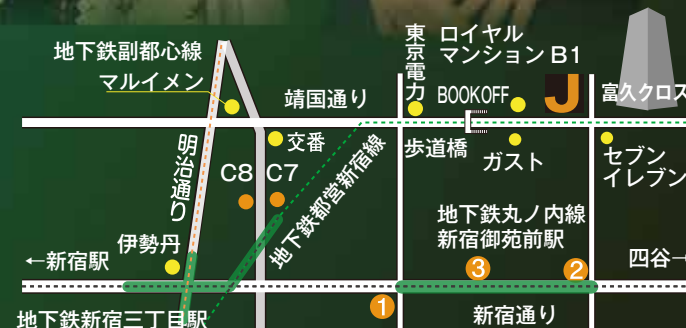 地下鉄副都心線
マルイメン
靖国通り
東京電力
ロイヤル
マンション B1
BOOKOFF
J
富久クロス
明治通り
交番
C8
C7
地下鉄都営新宿線
歩道橋
ガスト
セブン
イレブン
伊勢丹
←新宿駅
地下鉄丸ノ内線
新宿御苑前駅
四谷→
3
2
1
新宿通り
地下鉄新宿三丁目駅